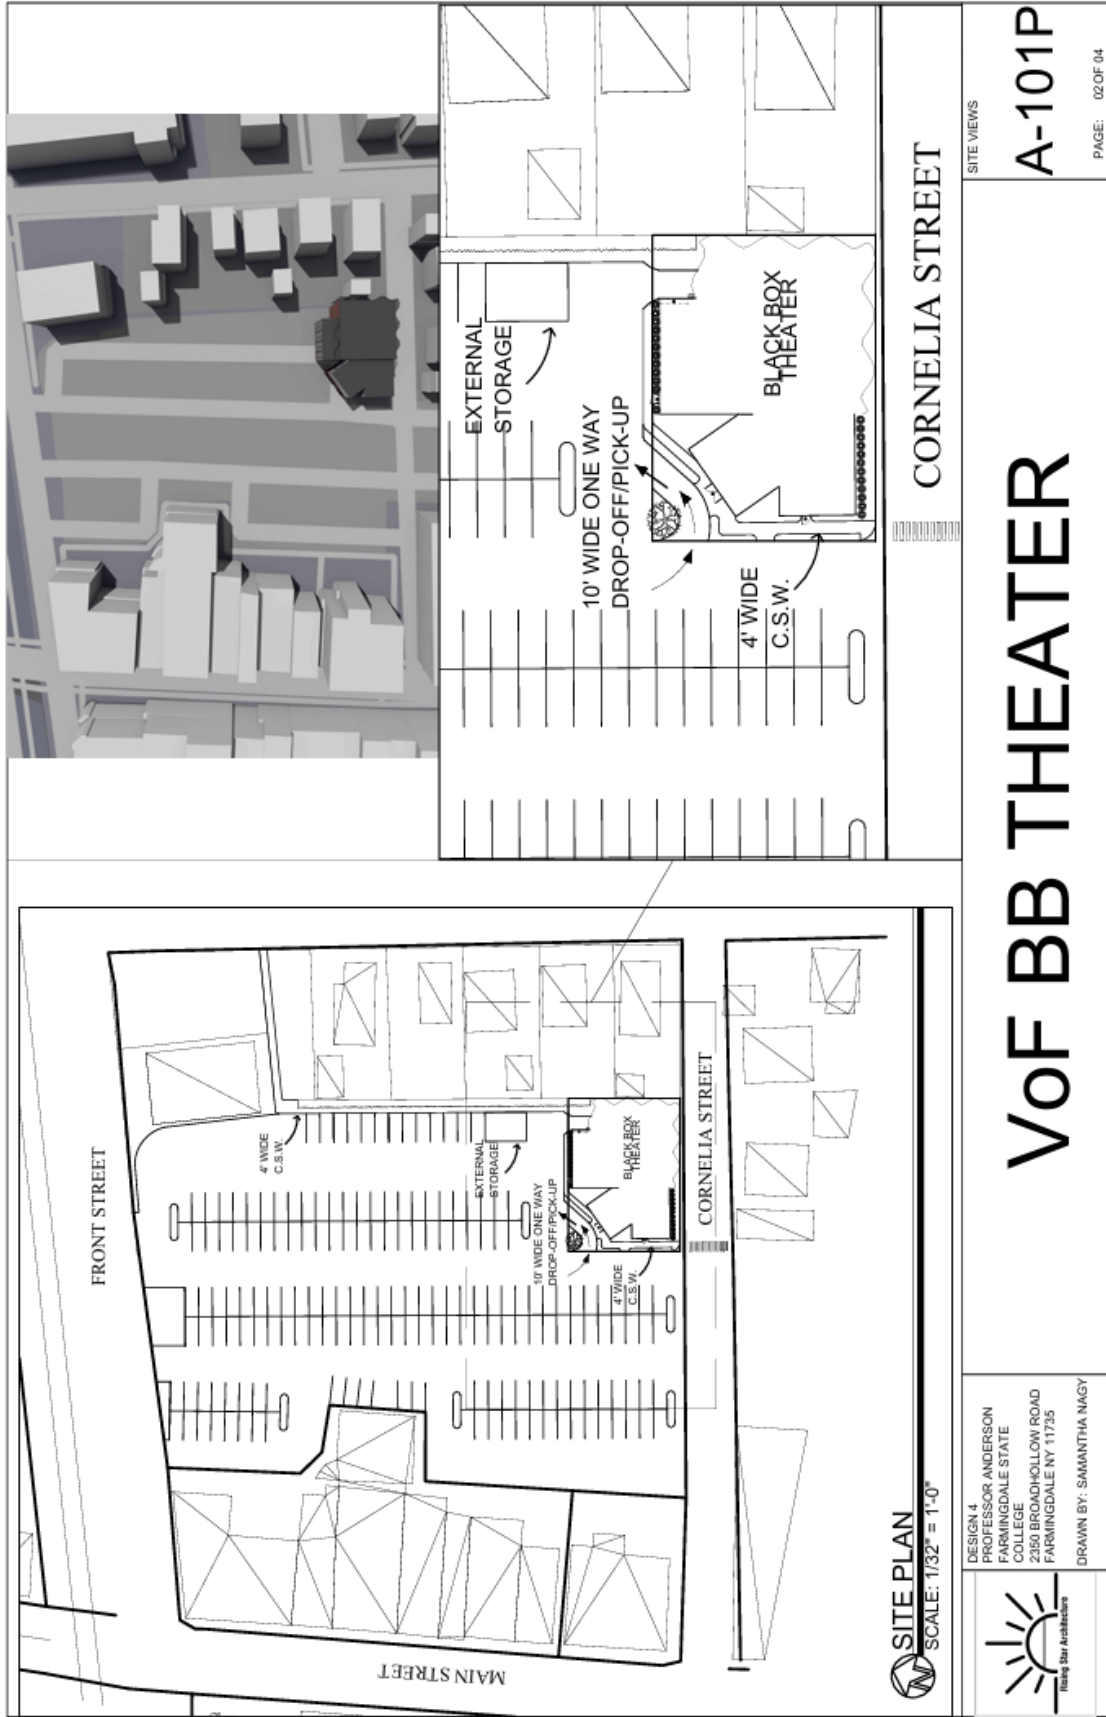 FRONT STREET
4' WIDE
C.S.W.
EXTERNAL
STORAGE
10' WIDE ONE WAY
DROP-OFF/PICK-UP
BLACK BOX
THEATER
4' WIDE
C.S.W.
CORNELIA STREET
MAIN STREET
SITE PLAN
SCALE: 1/32" = 1'-0"
EXTERNAL
STORAGE
10' WIDE ONE WAY
DROP-OFF/PICK-UP
BLACK BOX
THEATER
4' WIDE
C.S.W.
CORNELIA STREET
Rising Star Architecture
DESIGN 4
PROFESSOR ANDERSON
FARMINGDALE STATE
COLLEGE
2350 BROADHOLLOW ROAD
FARMINGDALE NY 11735
DRAWN BY: SAMANTHA NAGY
VoF BB THEATER
SITE VIEWS
A-101P
PAGE: 02 OF 04